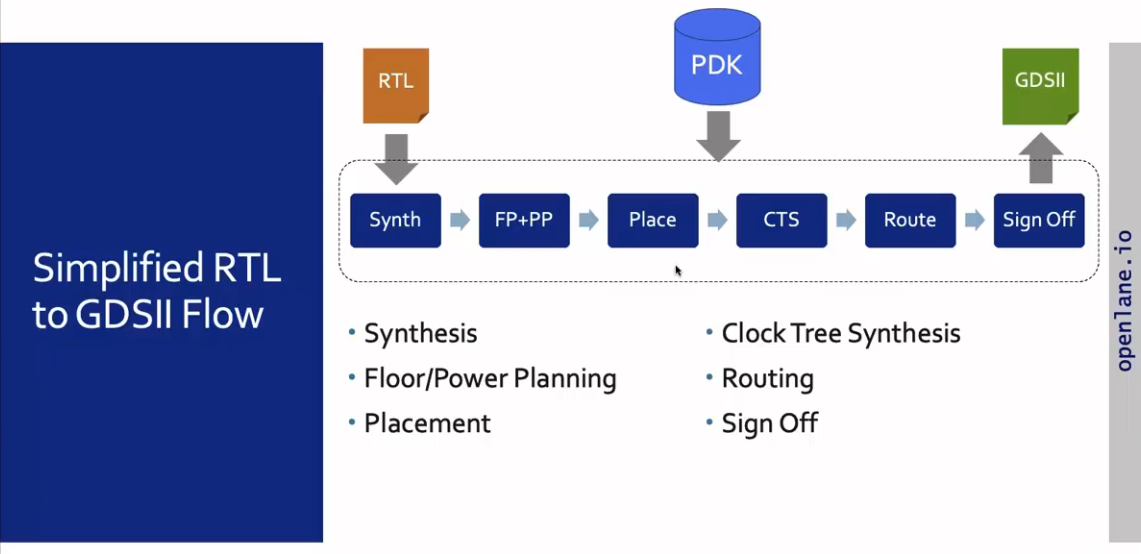 Simplified RTL
to GDSII Flow
RTL
PDK
GDSII
Synth
FP+PP
Place
CTS
Route
Sign Off
• Synthesis
• Floor/Power Planning
• Placement
• Clock Tree Synthesis
• Routing
• Sign Off
openlane.io